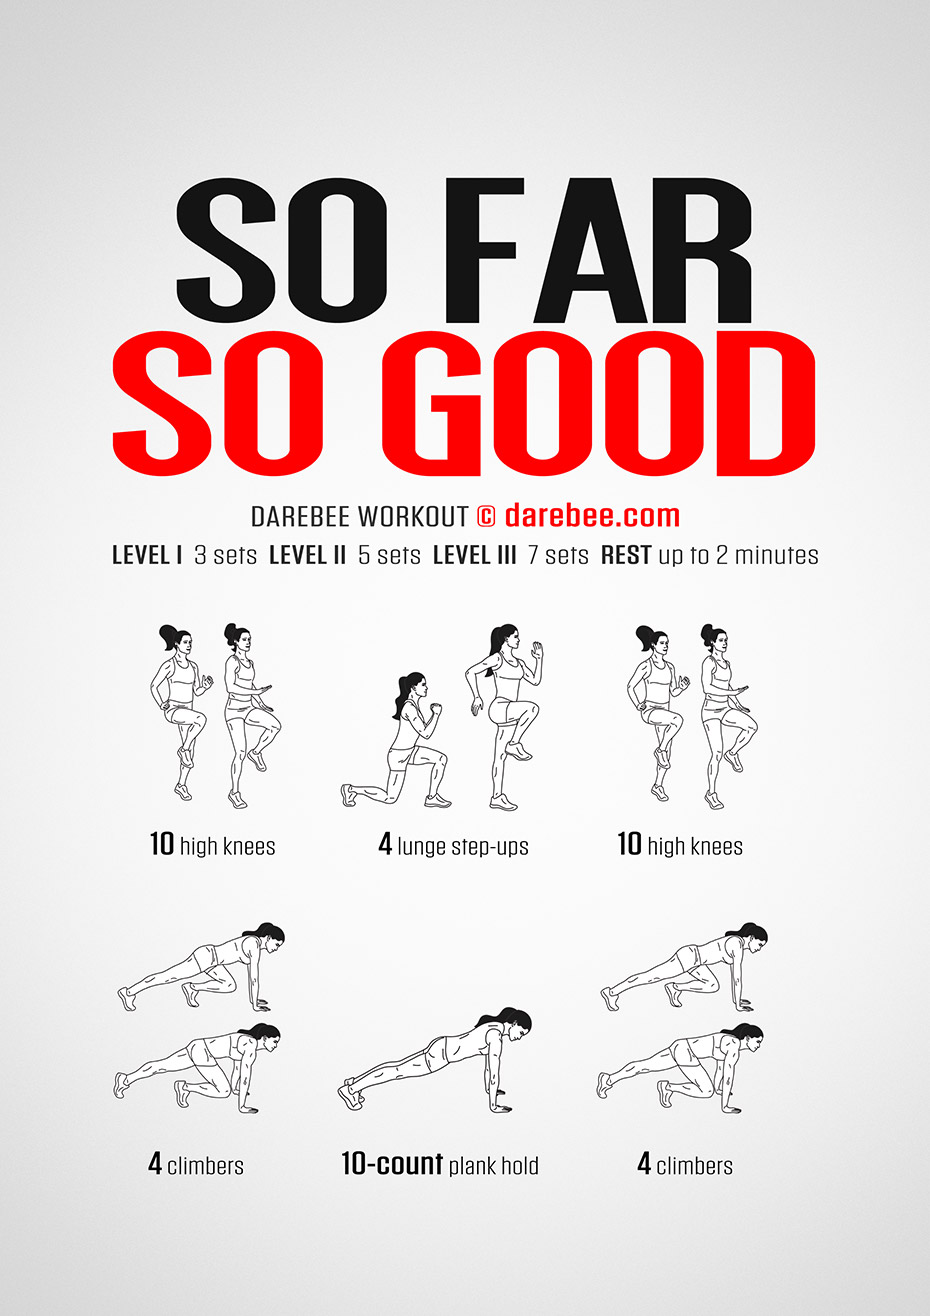 SO FAR
SO GOOD
DAREBEE WORKOUT © darebee.com
LEVEL I 3 sets LEVEL II 5 sets LEVEL III 7 sets REST up to 2 minutes
10 high knees
4 lunge step-ups
10 high knees
4 climbers
10-count plank hold
4 climbers